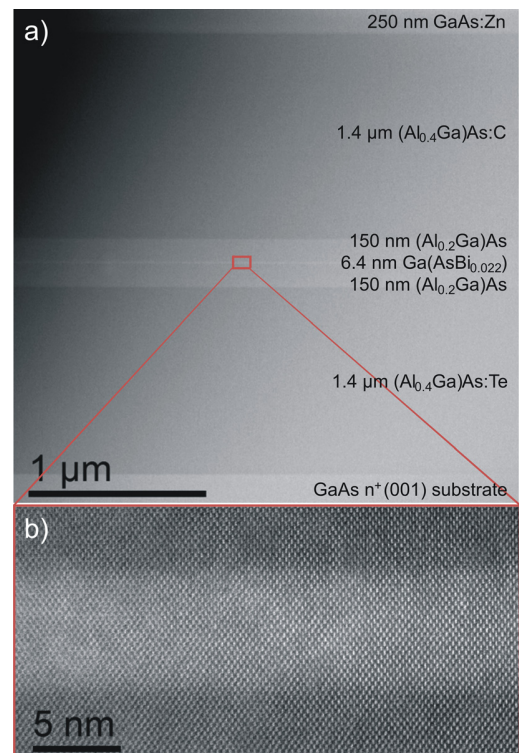 a)
250 nm GaAs:Zn
1.4 µm (Al₀.₄Ga)As:C
150 nm (Al₀.₂Ga)As
6.4 nm Ga(AsBi₀.₀₂₂)
150 nm (Al₀.₂Ga)As
1.4 µm (Al₀.₄Ga)As:Te
1 µm
GaAs n⁺(001) substrate
b)
5 nm